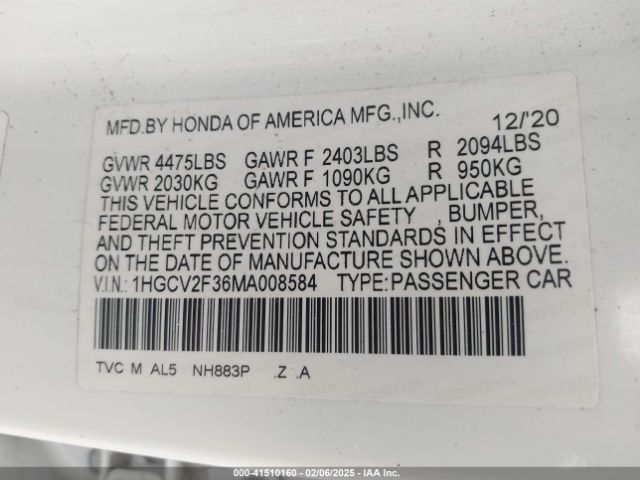 MFD.BY HONDA OF AMERICA MFG.,INC. 12/'20
GVWR 4475LBS GAWR F 2403LBS R 2094LBS
GVWR 2030KG GAWR F 1090KG R 950KG
THIS VEHICLE CONFORMS TO ALL APPLICABLE
FEDERAL MOTOR VEHICLE SAFETY , BUMPER,
AND THEFT PREVENTION STANDARDS IN EFFECT
ON THE DATE OF MANUFACTURE SHOWN ABOVE.
V.I.N.: 1HGCV2F36MA008584 TYPE:PASSENGER CAR
TVC M AL5 NH883P .Z .A
000-41510160 - 02/06/2025 - IAA Inc.